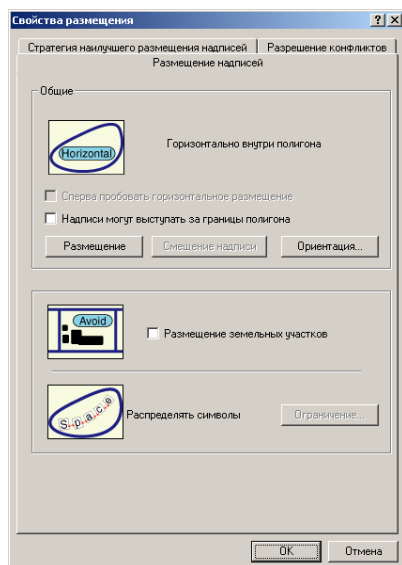 Свойства размещения
Стратегия наилучшего размещения надписей
Разрешение конфликтов
Размещение надписей
Общие
Horizontal
Горизонтально внутри полигона
Сперва пробовать горизонтальное размещение
Надписи могут выступать за границы полигона
Размещение
Смещение надписи
Ориентация...
Avoid
Размещение земельных участков
Space
Распределять символы
Ограничение...
OK
Отмена